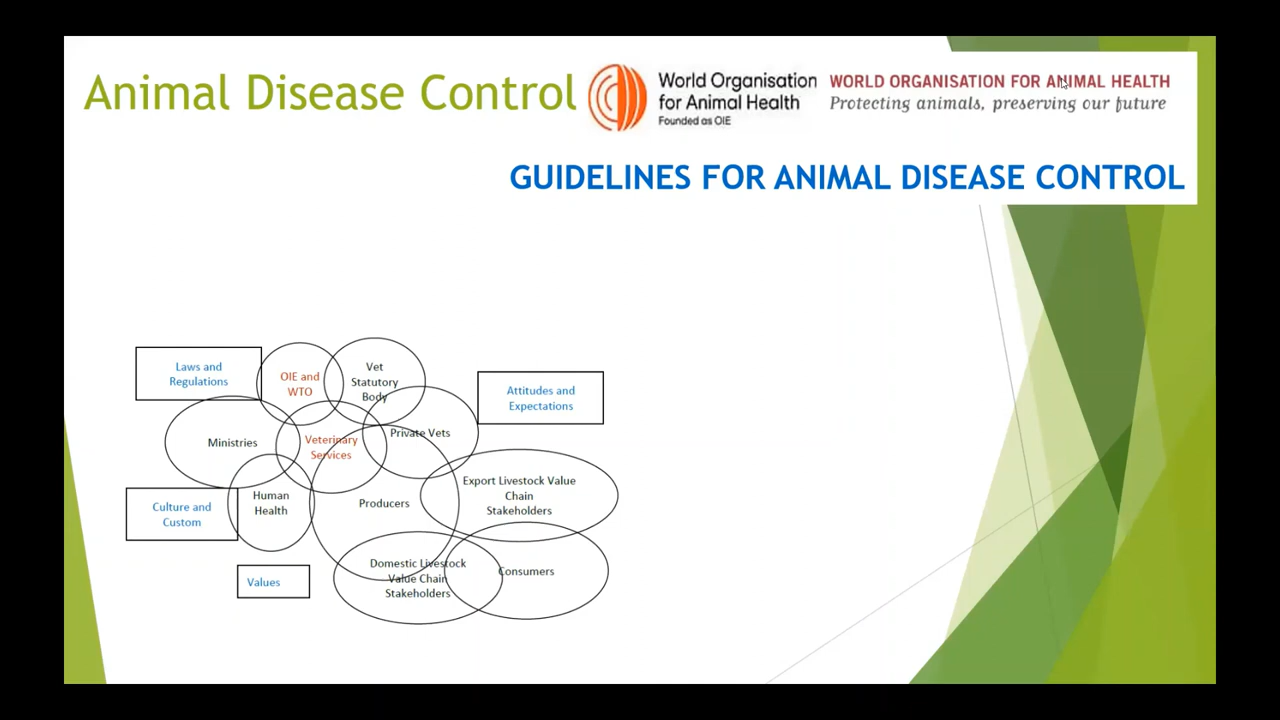 Animal Disease Control
World Organisation
for Animal Health
Founded as OIE
WORLD ORGANISATION FOR ANIMAL HEALTH
Protecting animals, preserving our future
GUIDELINES FOR ANIMAL DISEASE CONTROL
Laws and
Regulations
OIE and
WTO
Vet
Statutory
Body
Attitudes and
Expectations
Ministries
Veterinary
Services
Private Vets
Culture and
Custom
Human
Health
Producers
Export Livestock Value
Chain
Stakeholders
Values
Domestic Livestock
Value Chain
Stakeholders
Consumers